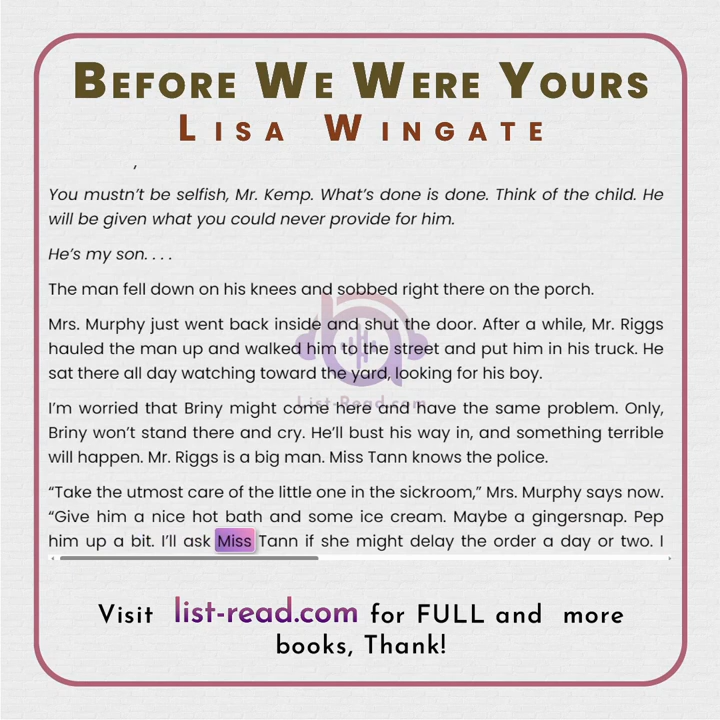 BEFORE WE WERE YOURS
LISA WINGATE
,
You mustn’t be selfish, Mr. Kemp. What’s done is done. Think of the child. He
will be given what you could never provide for him.
He’s my son. . . .
The man fell down on his knees and sobbed right there on the porch.
Mrs. Murphy just went back inside and shut the door. After a while, Mr. Riggs
hauled the man up and walked him to the street and put him in his truck. He
sat there all day watching toward the yard, looking for his boy.
List-Read.com
I’m worried that Briny might come here and have the same problem. Only,
Briny won’t stand there and cry. He’ll bust his way in, and something terrible
will happen. Mr. Riggs is a big man. Miss Tann knows the police.
“Take the utmost care of the little one in the sickroom,” Mrs. Murphy says now.
“Give him a nice hot bath and some ice cream. Maybe a gingersnap. Pep
him up a bit. I’ll ask Miss Tann if she might delay the order a day or two. I
Visit list-read.com for FULL and more
books, Thank!